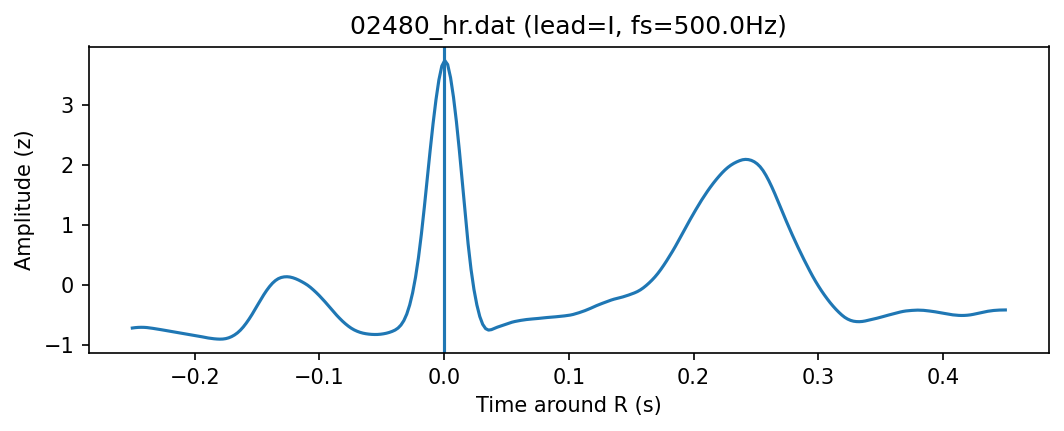 02480_hr.dat (lead=I, fs=500.0Hz)
Amplitude (z)
3
2
1
0
−1
−0.2 −0.1 0.0 0.1 0.2 0.3 0.4
Time around R (s)